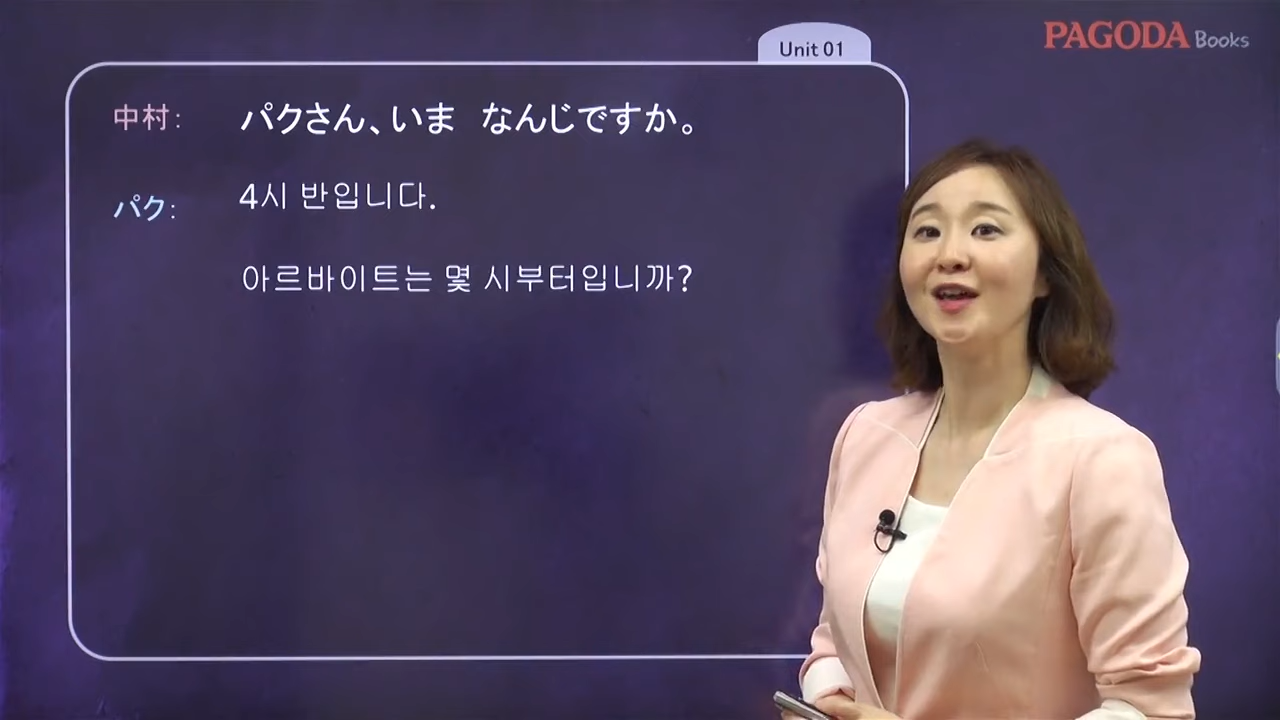 PAGODA Books
Unit 01
中村: パクさん、いま なんじですか。
パク: 4시 반입니다.
아르바이트는 몇 시부터입니까?